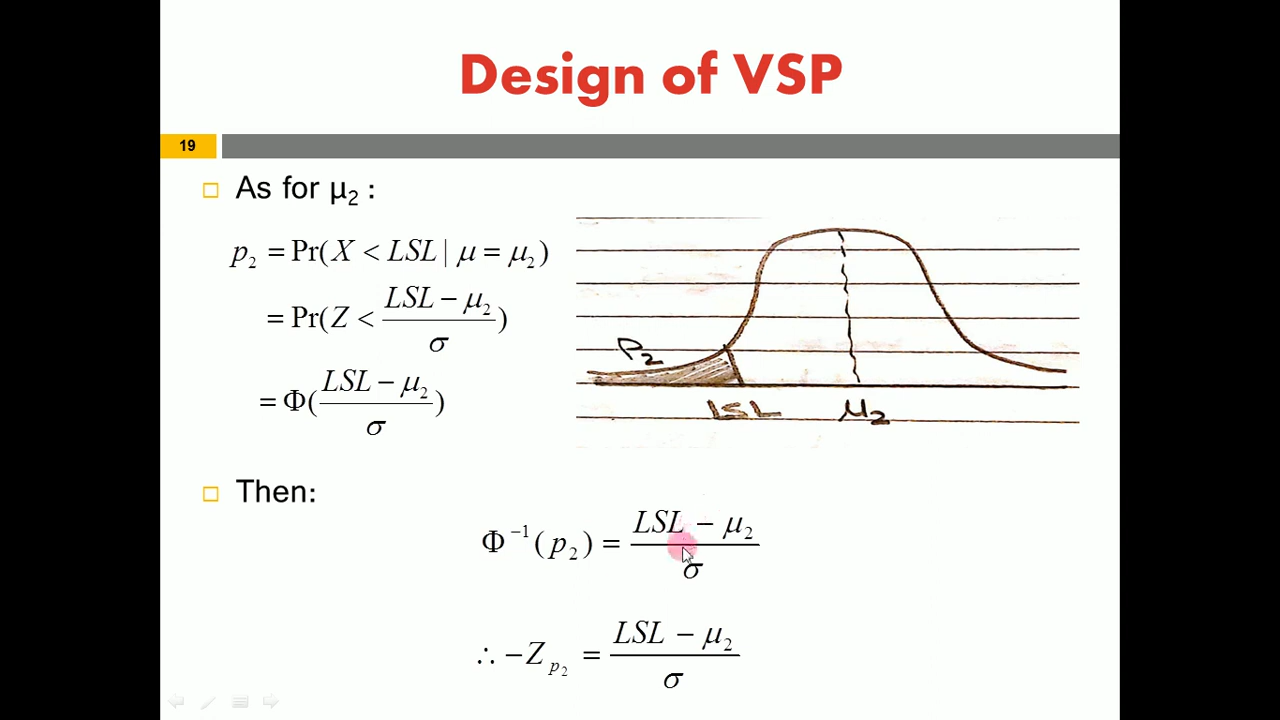 Design of VSP
19
As for μ₂ :
p₂ = Pr(X < LSL | μ = μ₂)
= Pr(Z < (LSL − μ₂)/σ)
= Φ((LSL − μ₂)/σ)
P₂
LSL μ₂
Then:
Φ⁻¹(p₂) = (LSL − μ₂)/σ
∴ −Z_p₂ = (LSL − μ₂)/σ